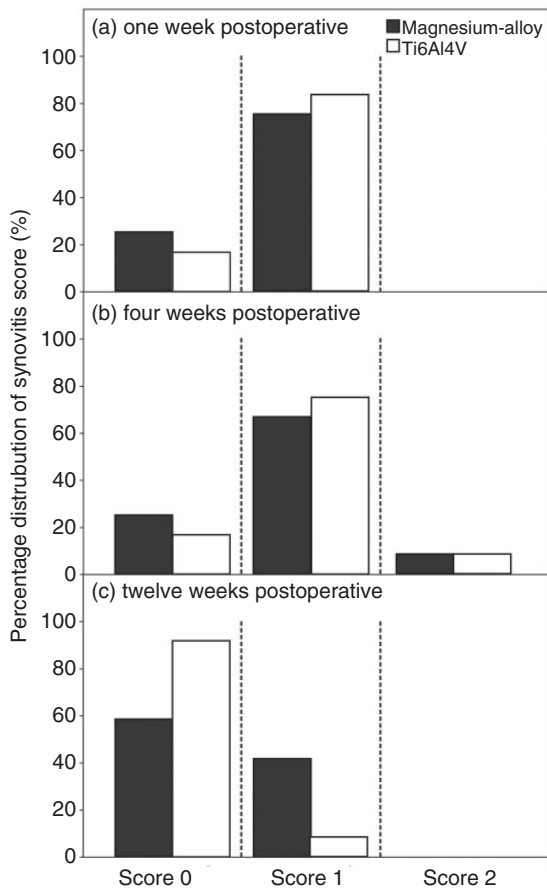 Percentage distrubution of synovitis score (%)
(a) one week postoperative
Magnesium-alloy
Ti6Al4V
100
80
60
40
20
0
(b) four weeks postoperative
100
80
60
40
20
0
(c) twelve weeks postoperative
100
80
60
40
20
0
Score 0
Score 1
Score 2